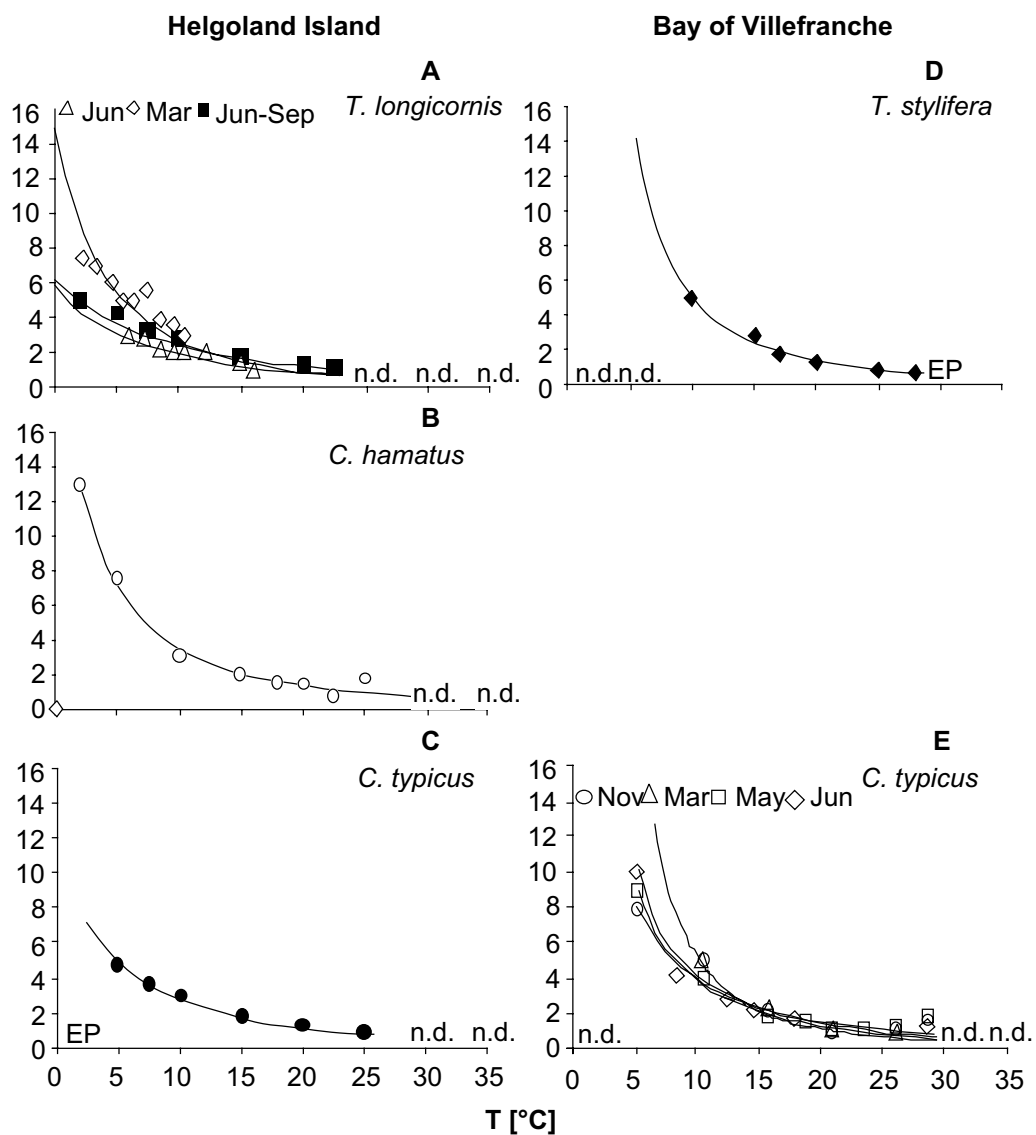 Helgoland Island
Bay of Villefranche
A
T. longicornis
Jun Mar Jun-Sep
16
14
12
10
8
6
4
2
0
n.d. n.d. n.d.
D
T. stylifera
16
14
12
10
8
6
4
2
0
n.d. n.d.
EP
B
C. hamatus
16
14
12
10
8
6
4
2
0
n.d. n.d.
C
C. typicus
16
14
12
10
8
6
4
2
0
EP
n.d. n.d.
0 5 10 15 20 25 30 35
E
C. typicus
Nov Mar May Jun
16
14
12
10
8
6
4
2
0
n.d.
n.d. n.d.
0 5 10 15 20 25 30 35
T [°C]